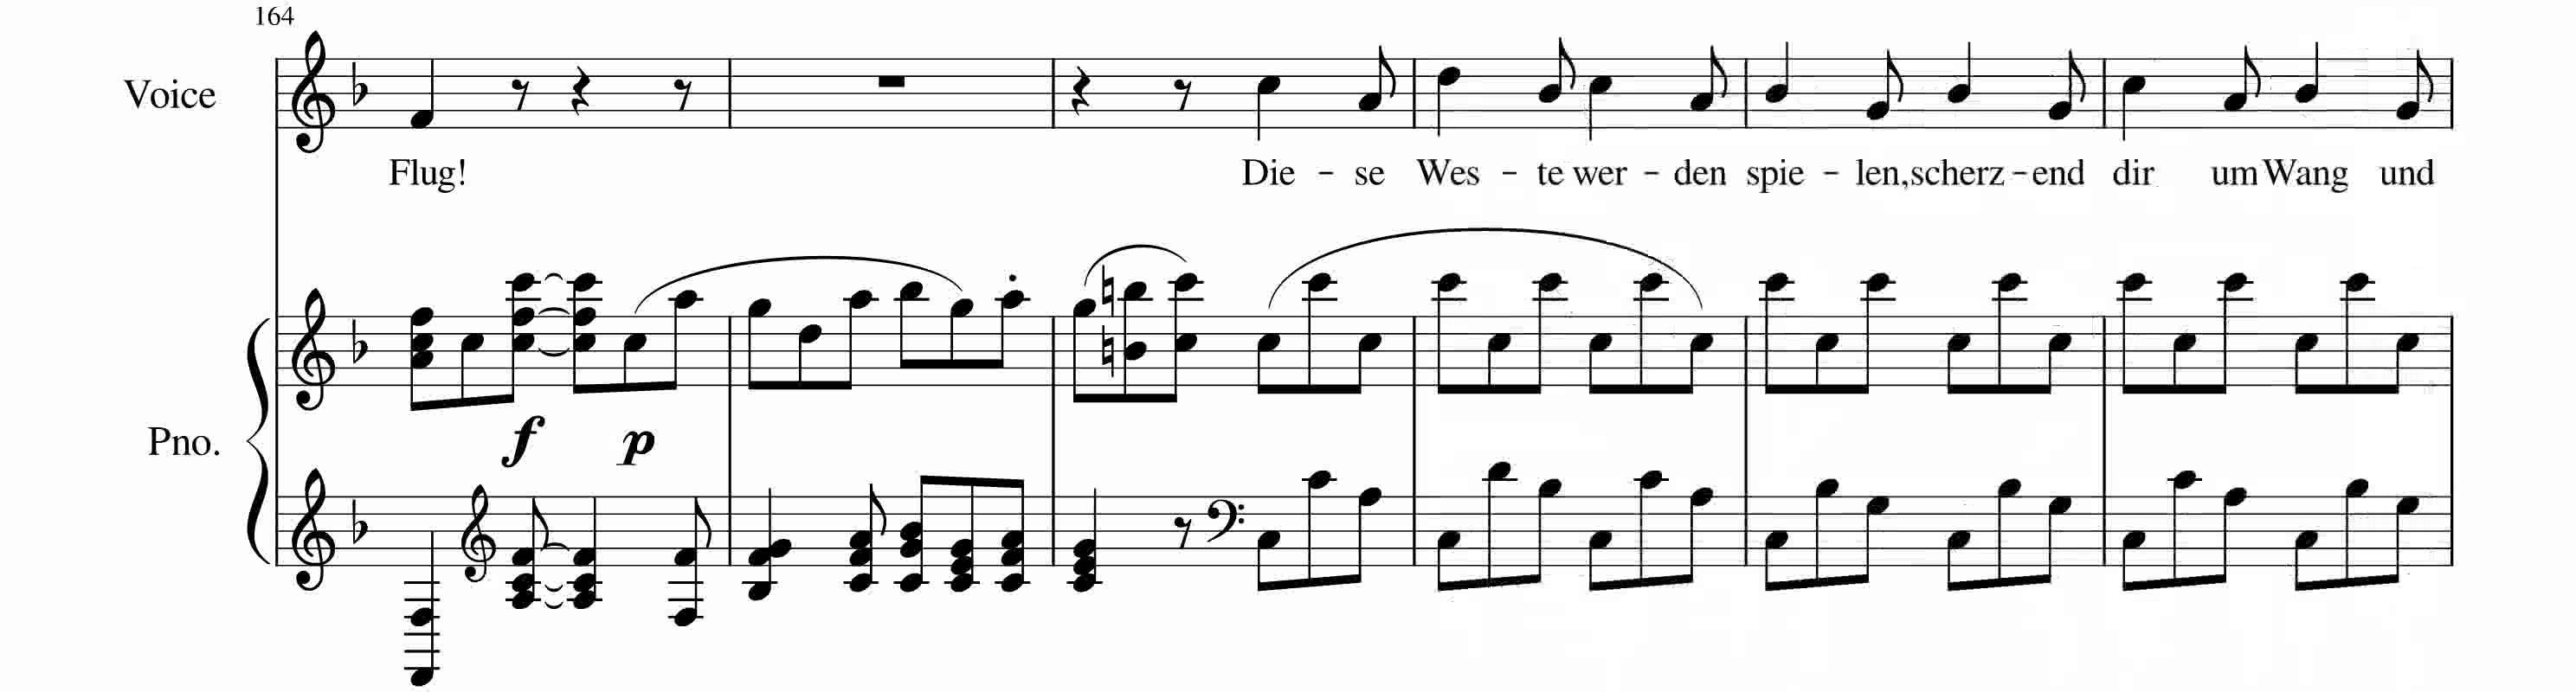 164
Voice
Flug! Die - se Wes - te wer - den spie - len, scherz - end dir um Wang und
f p
Pno.